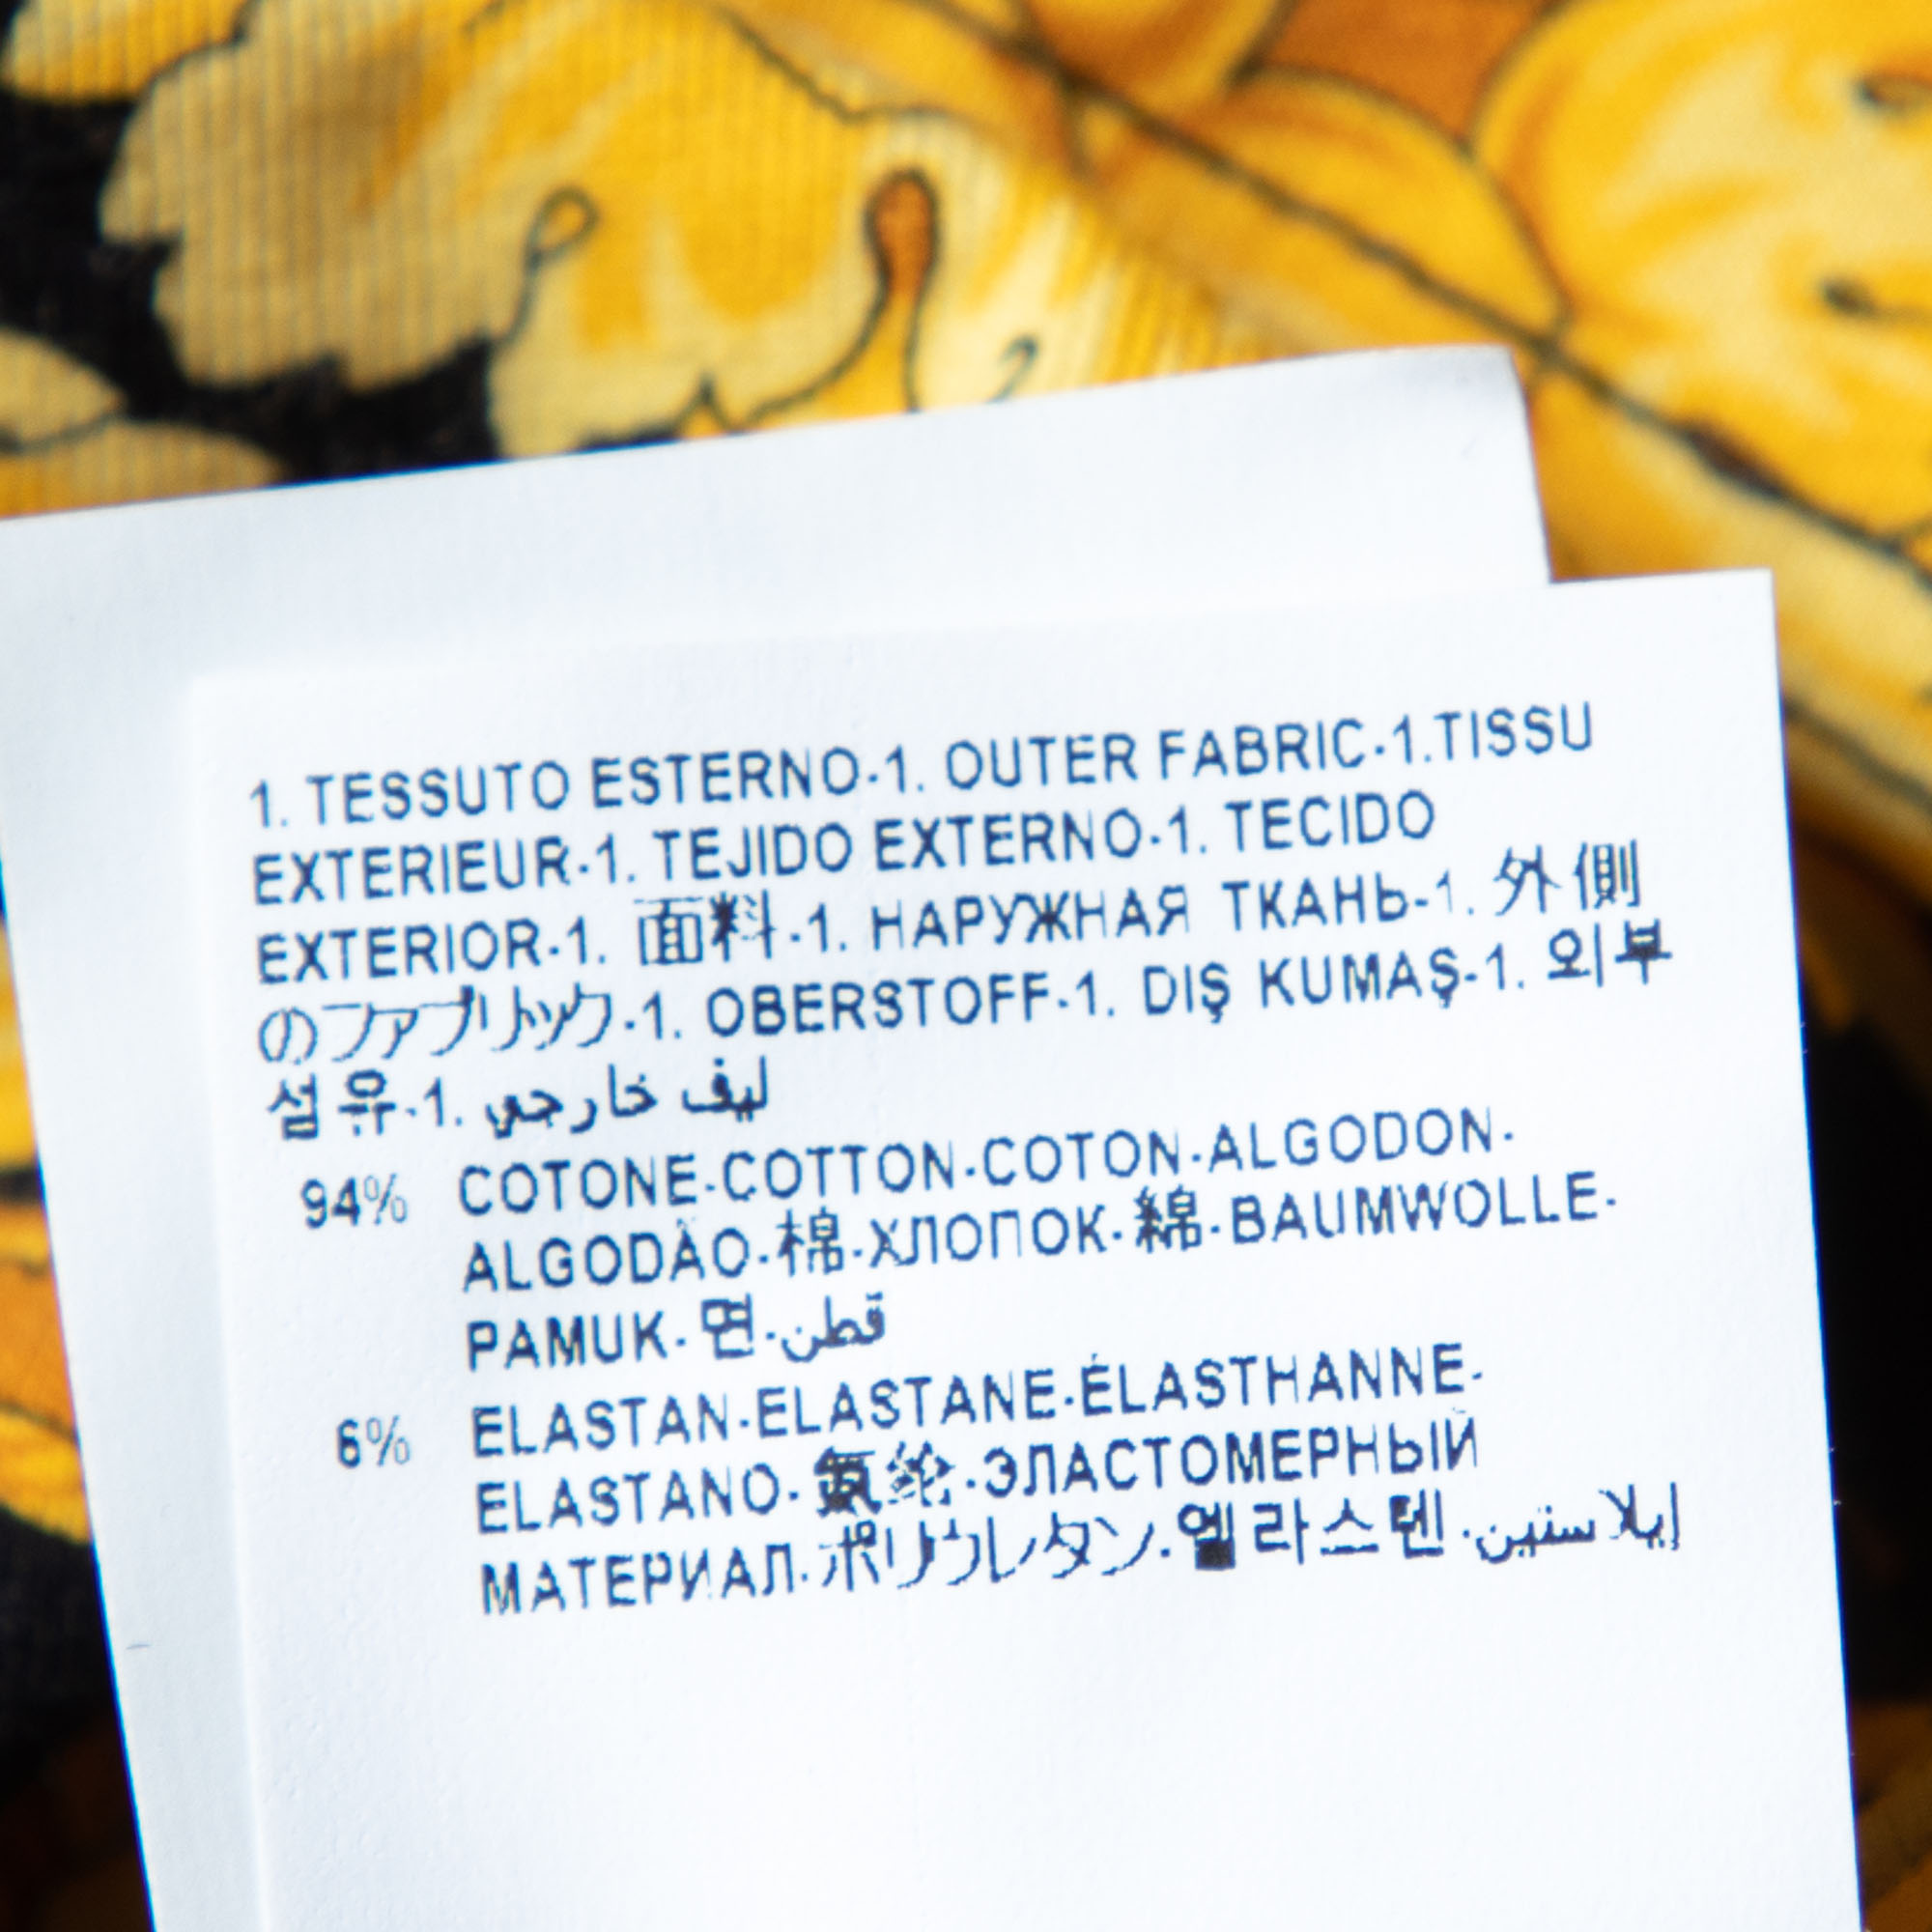 1. TESSUTO ESTERNO-1. OUTER FABRIC-1.TISSU
EXTERIEUR-1. TEJIDO EXTERNO-1. TECIDO
EXTERIOR-1. 面料-1. НАРУЖНАЯ ТКАНЬ-1. 外側
のファブリック-1. OBERSTOFF-1. DIŞ KUMAŞ-1. 외부
섬유-1. ليف خارجي
94% COTONE-COTTON-COTON-ALGODON-
ALGODÃO-棉-ХЛОПОК-綿-BAUMWOLLE-
PAMUK-면-قطن
6% ELASTAN-ELASTANE-ÉLASTHANNE-
ELASTANO-氨纶-ЭЛАСТОМЕРНЫЙ
МАТЕРИАЛ-ポリウレタン-엘라스텐-إيلاستين